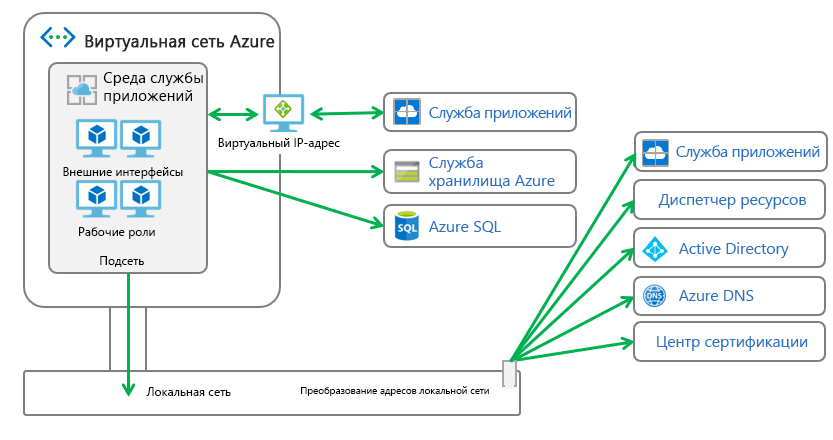 Виртуальная сеть Azure
Среда службы
приложений
Внешние интерфейсы
Рабочие роли
Подсеть
Виртуальный IP-адрес
Служба приложений
Служба
хранилища Azure
SQL
Azure SQL
Служба приложений
Диспетчер ресурсов
Active Directory
DNS
Azure DNS
Центр сертификации
Локальная сеть
Преобразование адресов локальной сети